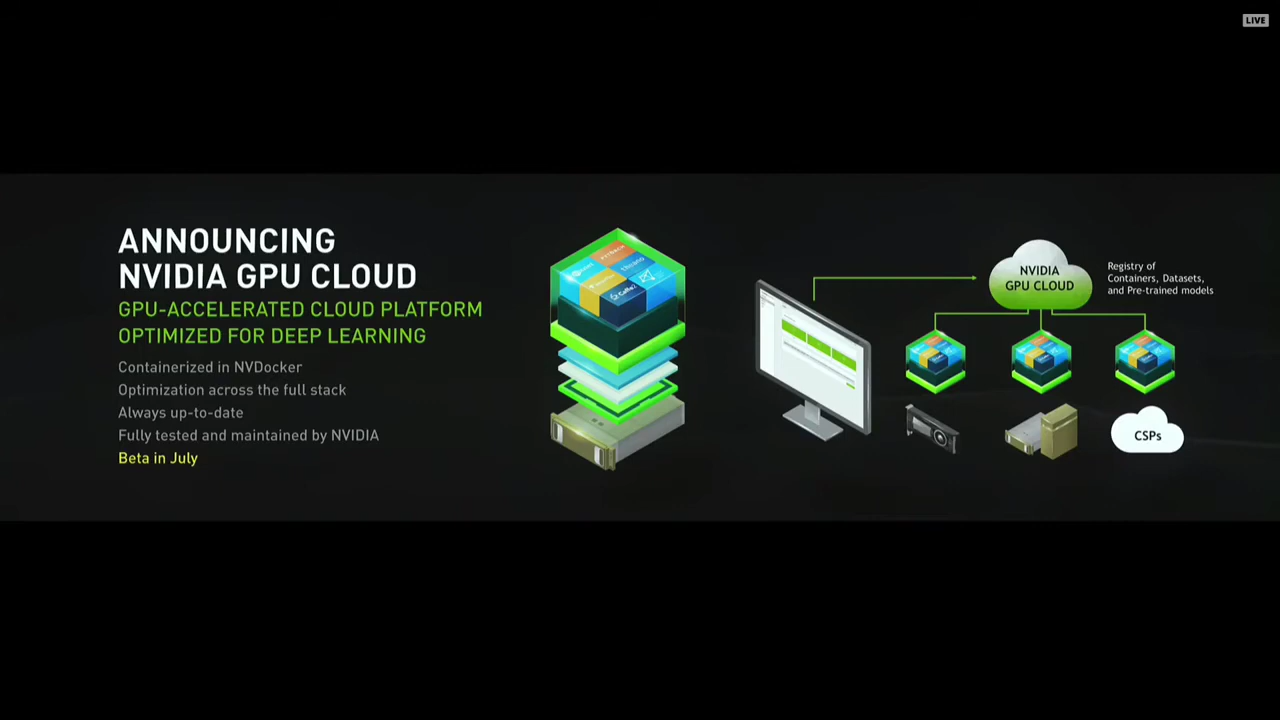 LIVE
ANNOUNCING
NVIDIA GPU CLOUD
GPU-ACCELERATED CLOUD PLATFORM
OPTIMIZED FOR DEEP LEARNING
Containerized in NVDocker
Optimization across the full stack
Always up-to-date
Fully tested and maintained by NVIDIA
Beta in July
theano
Caffe2
NVIDIA
GPU CLOUD
Registry of
Containers, Datasets,
and Pre-trained models
CSPs